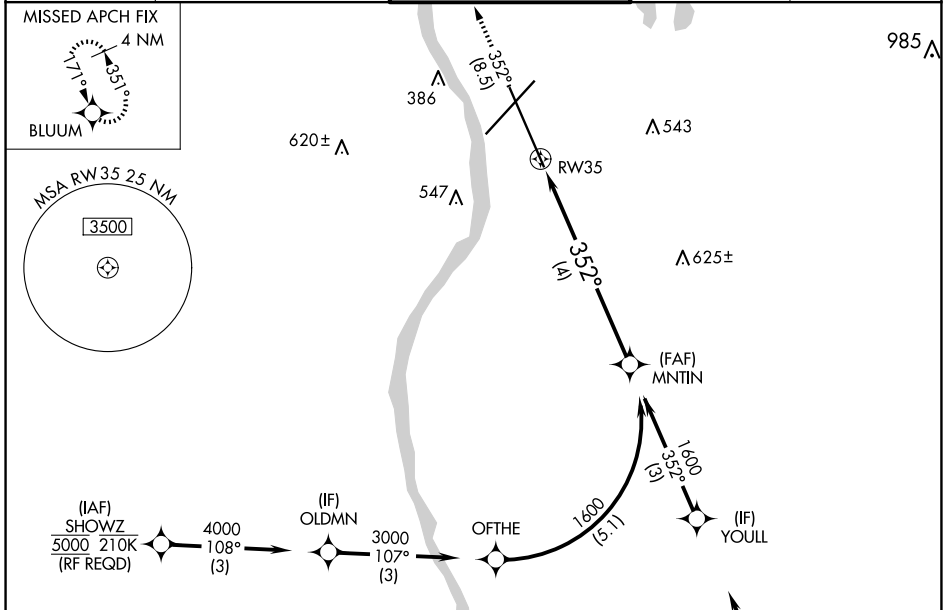 MISSED APCH FIX
4 NM
171°
351°
BLUUM
MSA RW35 25 NM
3500
352°
(8.5)
386
620±
547
985
543
RW35
625±
352°
(4)
(FAF)
MNTIN
1600
352°
(3)
(IF)
YOULL
1600
(5.1)
OFTHE
(IAF)
SHOWZ
5000 210K
(RF REQD)
4000
108°
(3)
(IF)
OLDMN
3000
107°
(3)